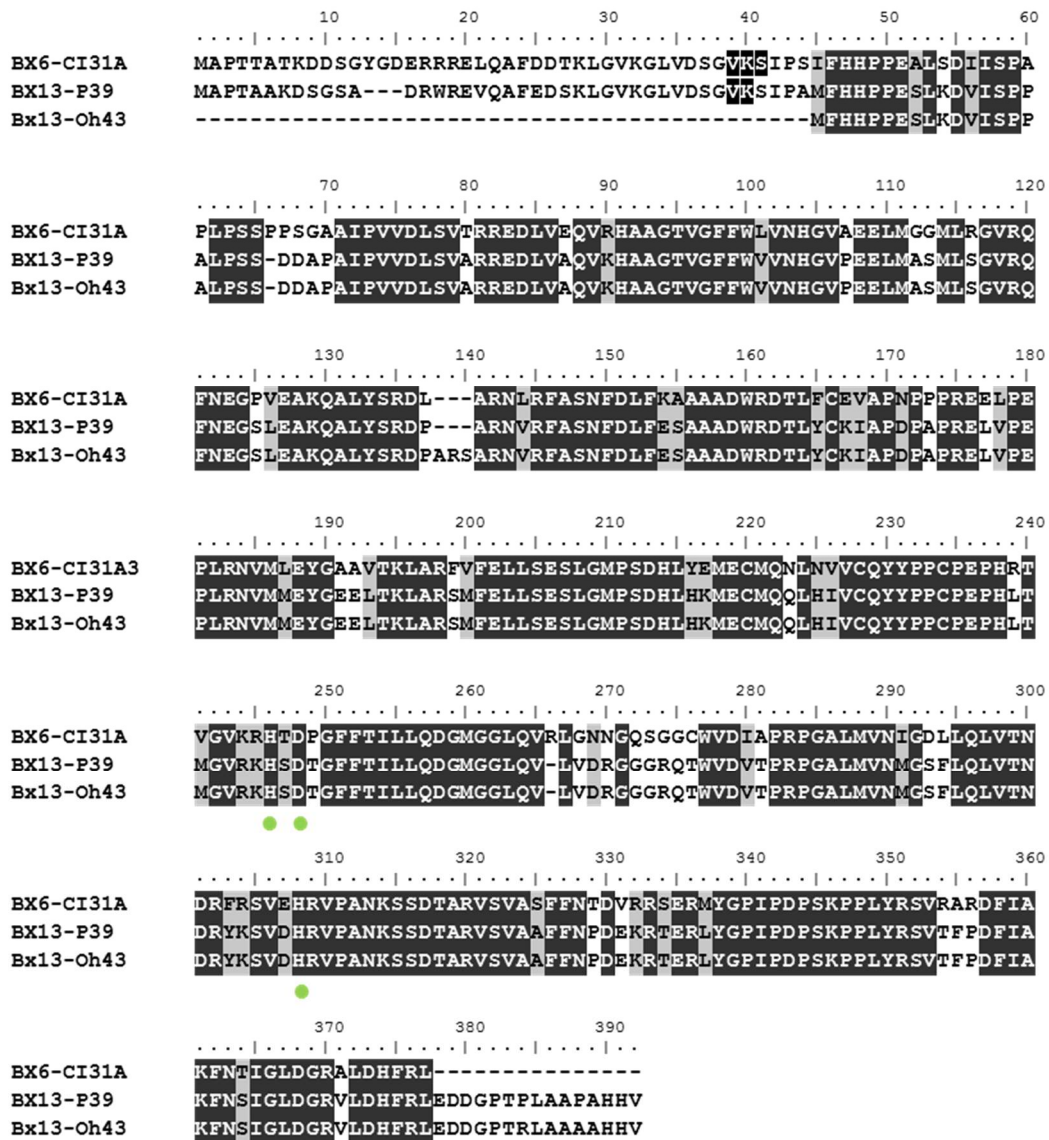 10 20 30 40 50 60
BX6-CI31A MAPTTATKDDSGYGDERRRELQAFDDTKLGVKGLVDSGVKSIPSIFHHPPEALSDIISPA
BX13-P39 MAPTAAKDSGSA---DRWREVQAFEDSKLGVKGLVDSGVKSIPAMFHHPPESLKDVISPP
Bx13-Oh43 --------------------------------------------MFHHPPESLKDVISPP
70 80 90 100 110 120
BX6-CI31A PLPSSPPSGAAIPVVDLSVTRREDLVEQVRHAAGTVGFFWLVNHGVAEELMGGMLRGVRQ
BX13-P39 ALPSS-DDAPAIPVVDLSVARREDLVAQVKHAAGTVGFFWVVNHGVPEELMASMLSGVRQ
Bx13-Oh43 ALPSS-DDAPAIPVVDLSVARREDLVAQVKHAAGTVGFFWVVNHGVPEELMASMLSGVRQ
130 140 150 160 170 180
BX6-CI31A FNEGPVEAKQALYSRDL---ARNLRFASNFDLFKAAAADWRDTLFCEVAPNPPPREELPE
BX13-P39 FNEGSLEAKQALYSRDP---ARNVRFASNFDLFESAAADWRDTLYCKIAPDPAPRELVPE
Bx13-Oh43 FNEGSLEAKQALYSRDPARSARNVRFASNFDLFESAAADWRDTLYCKIAPDPAPRELVPE
190 200 210 220 230 240
BX6-CI31A3 PLRNVMLEYGAAVTKLARFVFELLSESLGMPSDHLYEMECMQNLNVVCQYYPPCPEPHRT
BX13-P39 PLRNVMMEYGEELTKLARSMFELLSESLGMPSDHLHKMECMQQLHIVCQYYPPCPEPHLT
Bx13-Oh43 PLRNVMMEYGEELTKLARSMFELLSESLGMPSDHLHKMECMQQLHIVCQYYPPCPEPHLT
250 260 270 280 290 300
BX6-CI31A VGVKRHTDPGFFTILLQDGMGGLQVRLGNNGQSGGCWVDIAPRPGALMVNIGDLLQLVTN
BX13-P39 MGVRKHSDTGFFTILLQDGMGGLQV-LVDRGGGRQTWVDVTPRPGALMVNMGSFLQLVTN
Bx13-Oh43 MGVRKHSDTGFFTILLQDGMGGLQV-LVDRGGGRQTWVDVTPRPGALMVNMGSFLQLVTN
310 320 330 340 350 360
BX6-CI31A DRFRSVEHRVPANKSSDTARVSVASFFNTDVRRSERMYGPIPDPSKPPLYRSVRARDFIA
BX13-P39 DRYKSVDHRVPANKSSDTARVSVAAFFNPDEKRTERLYGPIPDPSKPPLYRSVTFPDFIA
Bx13-Oh43 DRYKSVDHRVPANKSSDTARVSVAAFFNPDEKRTERLYGPIPDPSKPPLYRSVTFPDFIA
370 380 390
BX6-CI31A KFNTIGLDGRALDHFRL---------------
BX13-P39 KFNSIGLDGRVLDHFRLEDDGPTPLAAPAHHV
Bx13-Oh43 KFNSIGLDGRVLDHFRLEDDGPTRLAAAAHHV